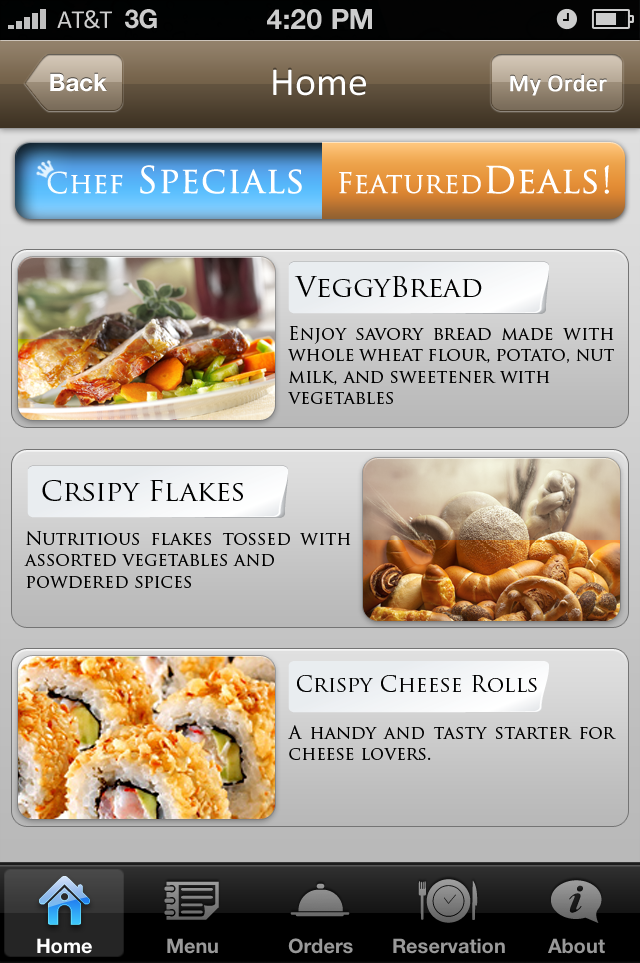 AT&T 3G 4:20 PM
Back Home My Order
Chef Specials Featured Deals!
VeggyBread
Enjoy savory bread made with
whole wheat flour, potato, nut
milk, and sweetener with
vegetables
Crsipy Flakes
Nutritious flakes tossed with
assorted vegetables and
powdered spices
Crispy Cheese Rolls
A handy and tasty starter for
cheese lovers.
Home Menu Orders Reservation About